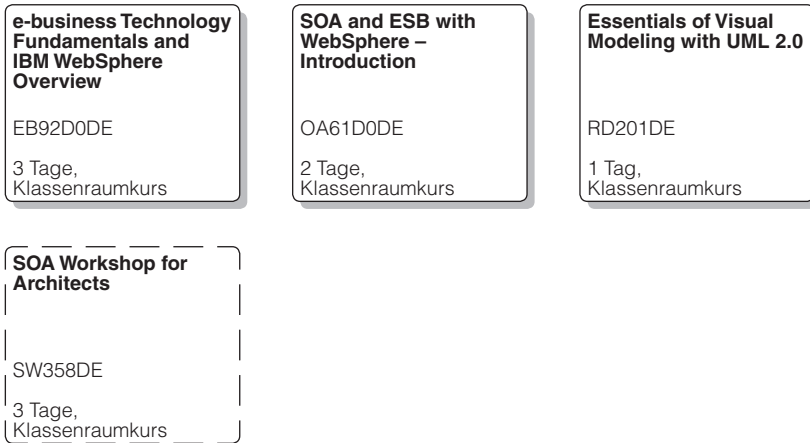 e-business Technology
Fundamentals and
IBM WebSphere
Overview
EB92D0DE
3 Tage,
Klassenraumkurs
SOA and ESB with
WebSphere –
Introduction
OA61D0DE
2 Tage,
Klassenraumkurs
Essentials of Visual
Modeling with UML 2.0
RD201DE
1 Tag,
Klassenraumkurs
SOA Workshop for
Architects
SW358DE
3 Tage,
Klassenraumkurs